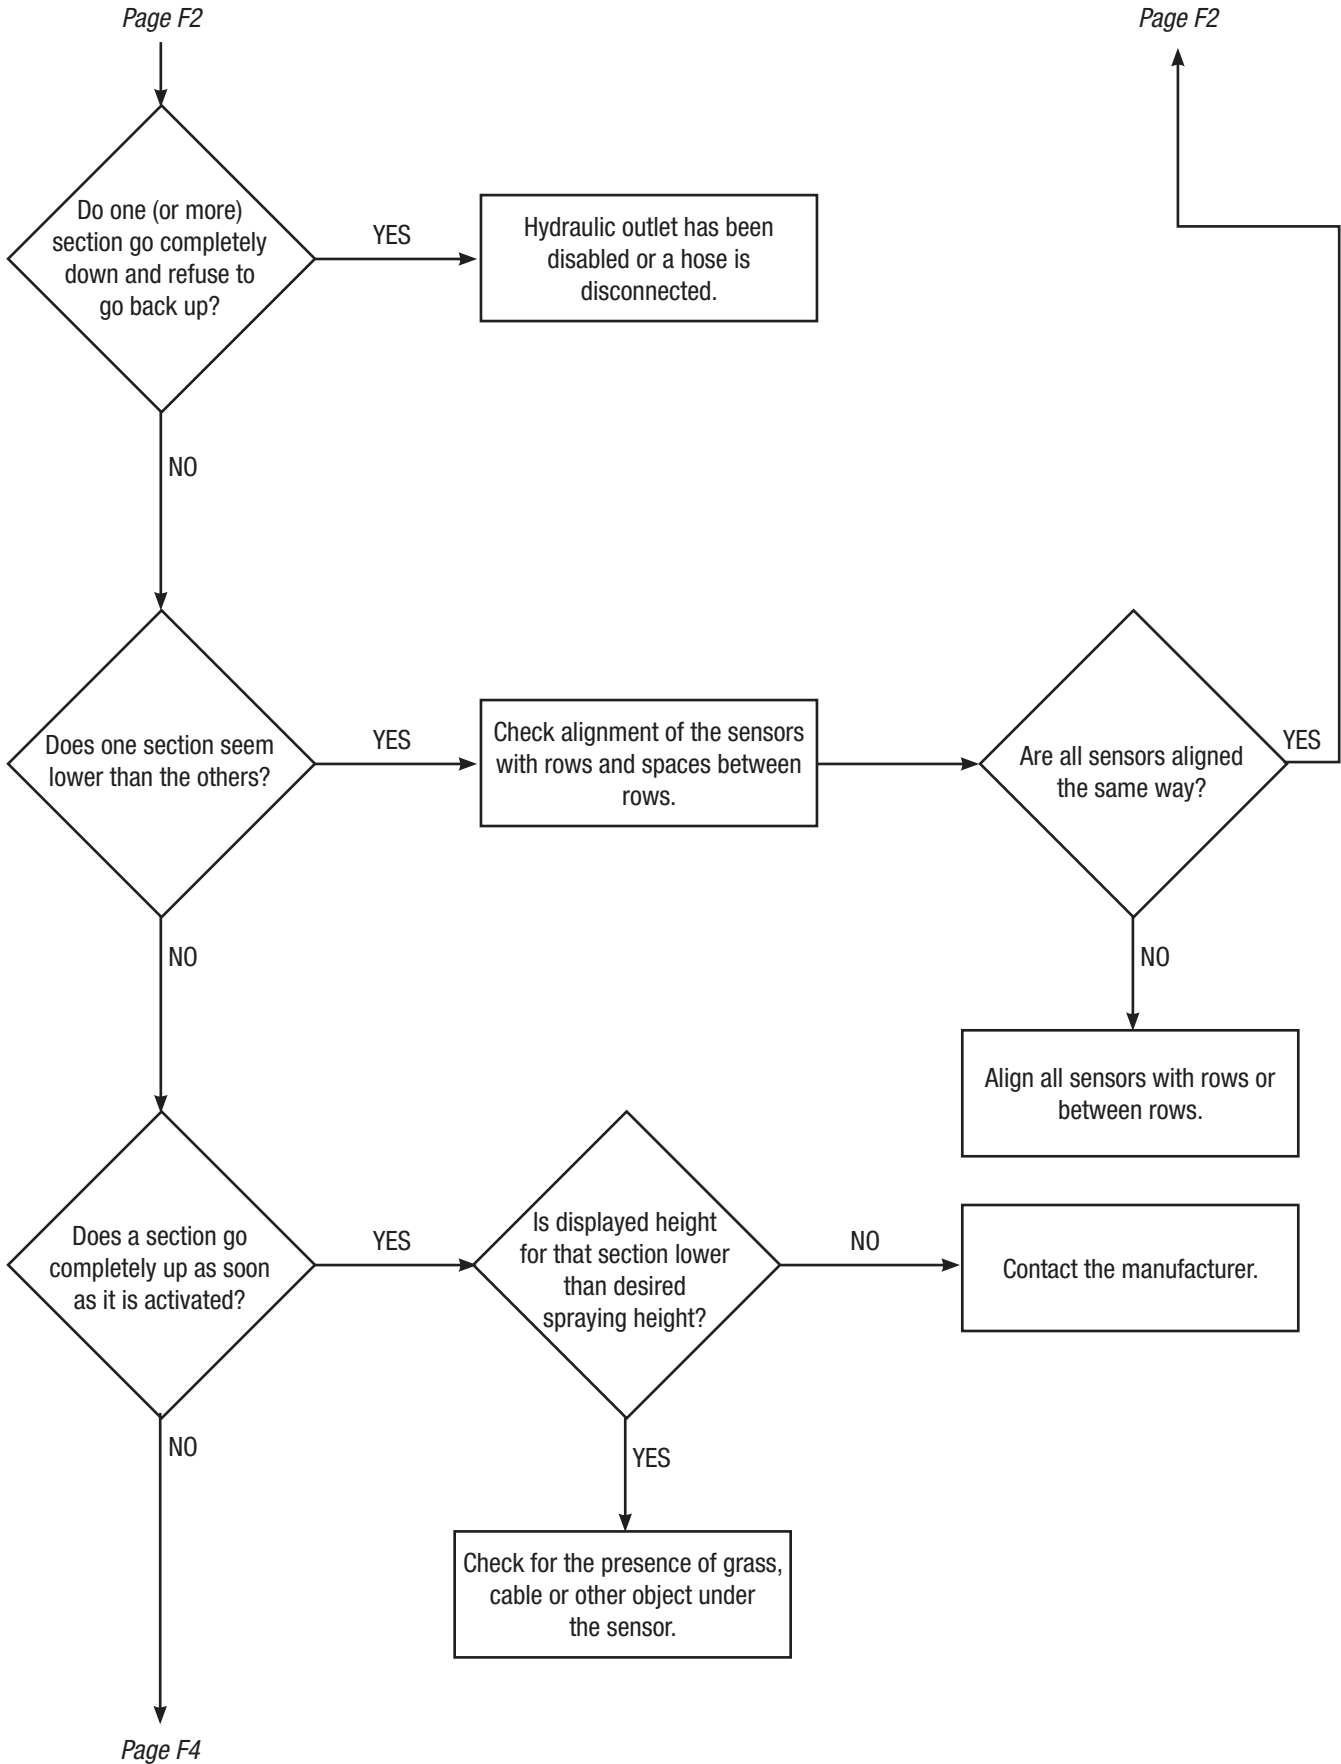 Page F2
Page F2
Do one (or more)
section go completely
down and refuse to
go back up?
YES
Hydraulic outlet has been
disabled or a hose is
disconnected.
NO
Does one section seem
lower than the others?
YES
Check alignment of the sensors
with rows and spaces between
rows.
Are all sensors aligned
the same way?
YES
NO
NO
Align all sensors with rows or
between rows.
Does a section go
completely up as soon
as it is activated?
YES
Is displayed height
for that section lower
than desired
spraying height?
NO
Contact the manufacturer.
NO
YES
Check for the presence of grass,
cable or other object under
the sensor.
Page F4